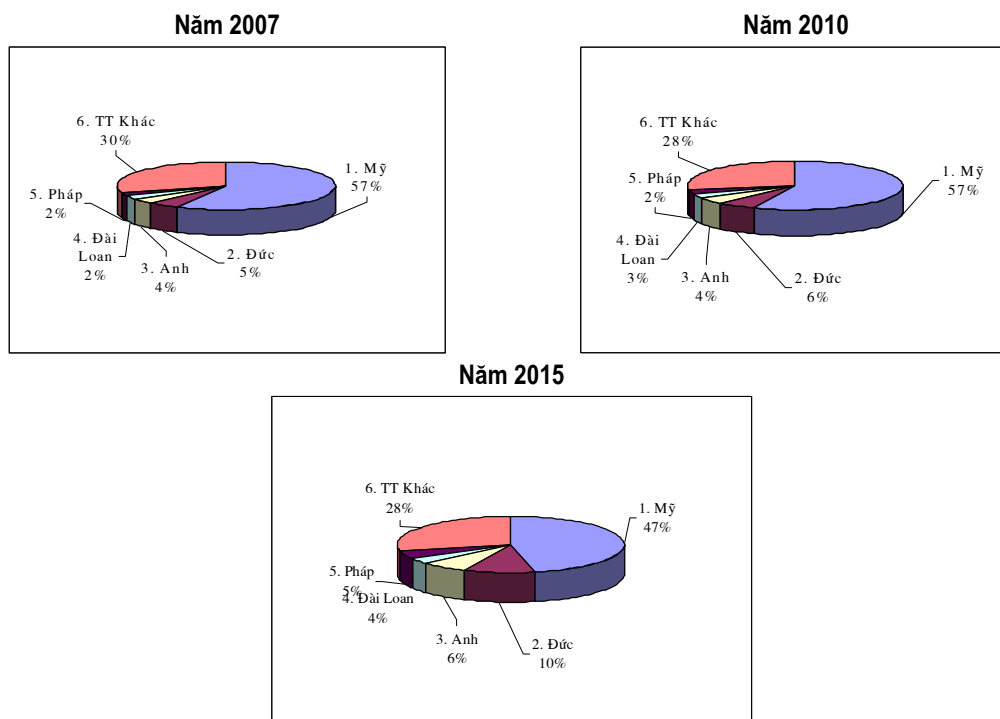 Năm 2007
6. TT Khác
30%
1. Mỹ
57%
5. Pháp
2%
4. Đài
Loan
2%
3. Anh
4%
2. Đức
5%
Năm 2010
6. TT Khác
28%
1. Mỹ
57%
5. Pháp
2%
4. Đài
Loan
3%
3. Anh
4%
2. Đức
6%
Năm 2015
6. TT Khác
28%
1. Mỹ
47%
5. Pháp
5%
4. Đài Loan
4%
3. Anh
6%
2. Đức
10%